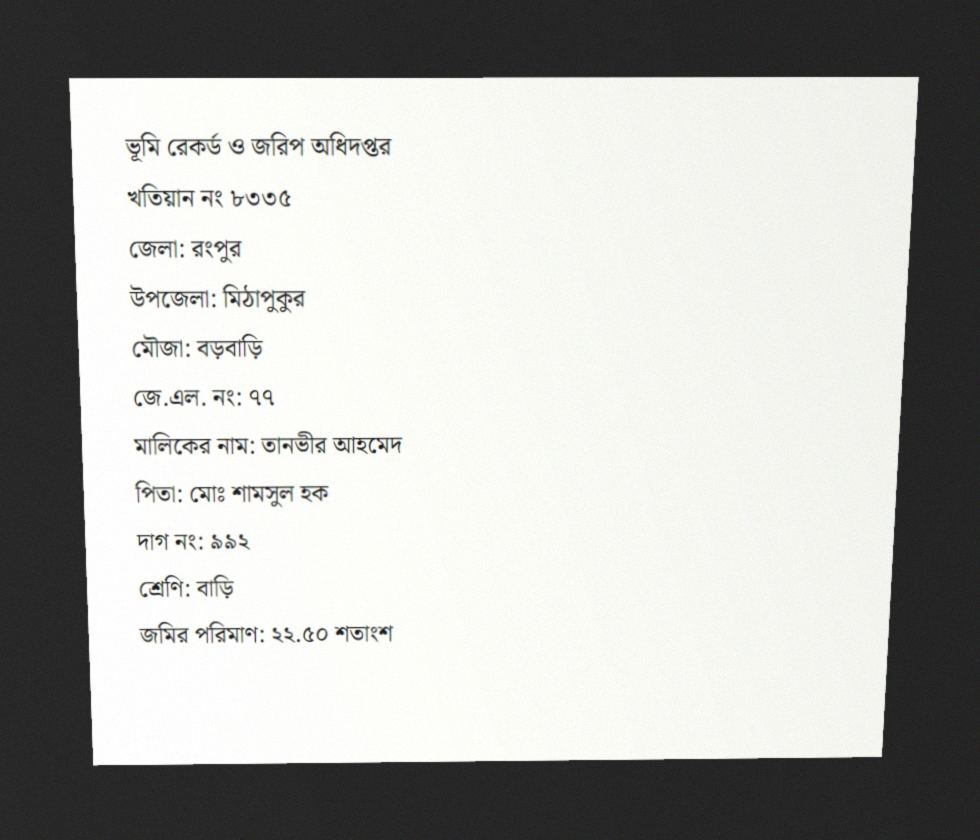 ভূমি রেকর্ড ও জরিপ অধিদপ্তর
খতিয়ান নং ৮৩৩৫
জেলা: রংপুর
উপজেলা: মিঠাপুকুর
মৌজা: বড়বাড়ি
জে.এল. নং: ৭৭
মালিকের নাম: তানভীর আহমেদ
পিতা: মোঃ শামসুল হক
দাগ নং: ৯৯২
শ্রেণি: বাড়ি
জমির পরিমাণ: ২২.৫০ শতাংশ